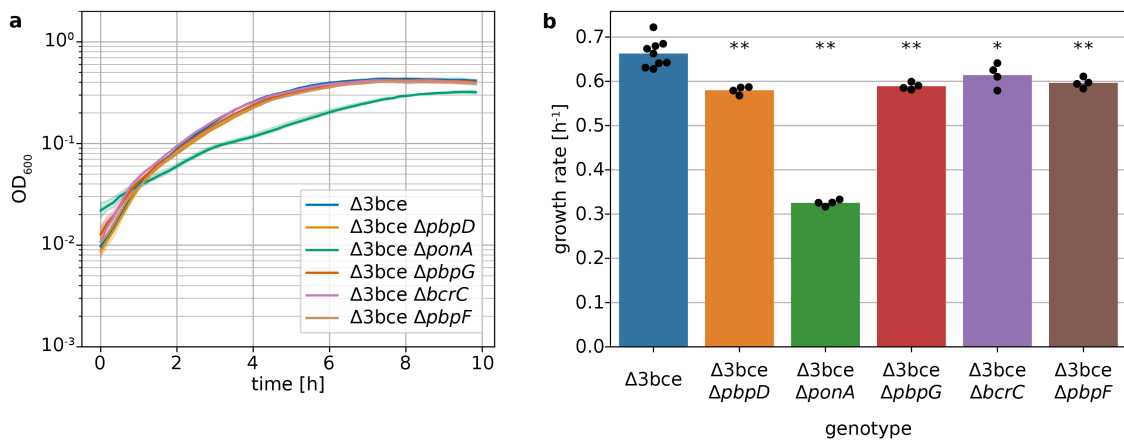 a
10⁰
10⁻¹
10⁻²
10⁻³
OD₆₀₀
0
2
4
6
8
10
time [h]
Δ3bce
Δ3bce ΔpbpD
Δ3bce ΔponA
Δ3bce ΔpbpG
Δ3bce ΔbcrC
Δ3bce ΔpbpF
b
0.7
0.6
0.5
0.4
0.3
0.2
0.1
0.0
growth rate [h⁻¹]
** ** ** * **
Δ3bce
Δ3bce
ΔpbpD
Δ3bce
ΔponA
Δ3bce
ΔpbpG
Δ3bce
ΔbcrC
Δ3bce
ΔpbpF
genotype